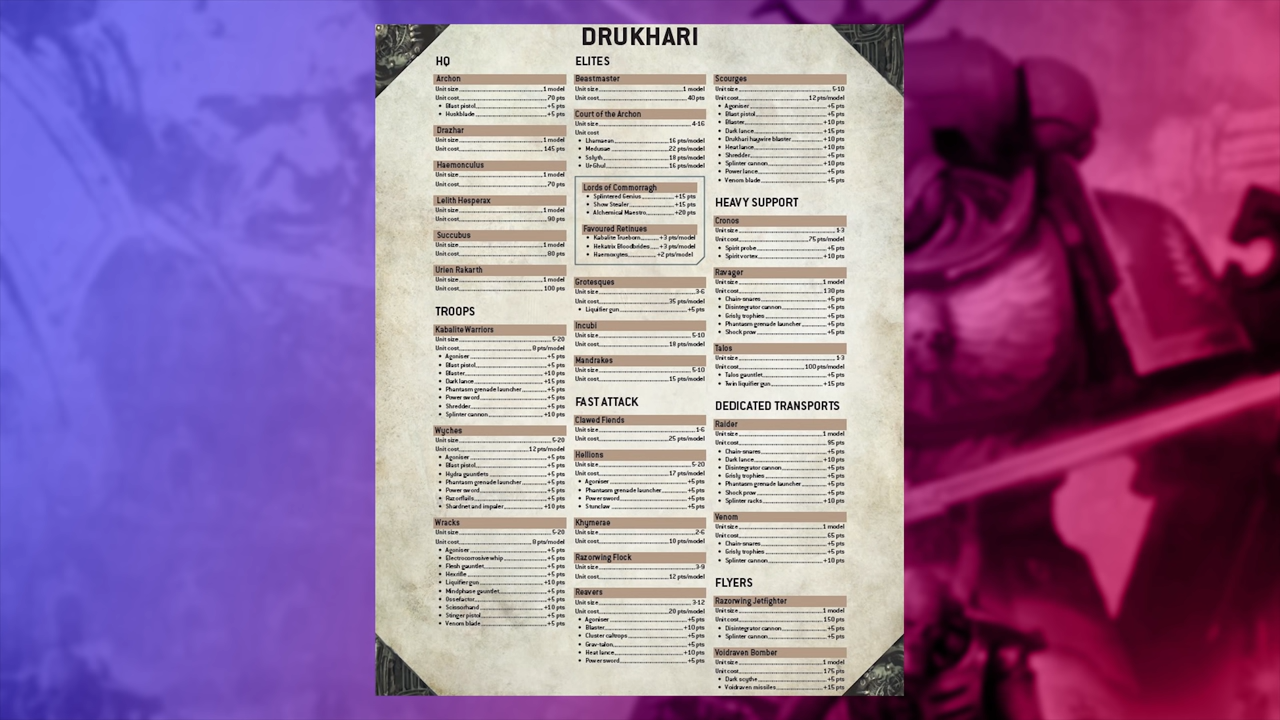 DRUKHARI
HQ
Archon
Unit size 1 model
Unit cost 70 pts
• Blast pistol +5 pts
• Huskblade +5 pts
Drazhar
Unit size 1 model
Unit cost 145 pts
Haemonculus
Unit size 1 model
Unit cost 70 pts
Lelith Hesperax
Unit size 1 model
Unit cost 90 pts
Succubus
Unit size 1 model
Unit cost 80 pts
Urien Rakarth
Unit size 1 model
Unit cost 100 pts
TROOPS
Kabalite Warriors
Unit size 5-20
Unit cost 8 pts/model
• Agoniser +5 pts
• Blast pistol +5 pts
• Blaster +10 pts
• Dark lance +15 pts
• Phantasm grenade launcher +5 pts
• Power sword +5 pts
• Shredder +5 pts
• Splinter cannon +10 pts
Wyches
Unit size 5-20
Unit cost 12 pts/model
• Agoniser +5 pts
• Blast pistol +5 pts
• Hydra gauntlets +5 pts
• Phantasm grenade launcher +5 pts
• Power sword +5 pts
• Razorflails +5 pts
• Shardnet and impaler +10 pts
Wracks
Unit size 5-20
Unit cost 8 pts/model
• Agoniser +5 pts
• Electrocorrosive whip +5 pts
• Flesh gauntlet +5 pts
• Hexrifle +5 pts
• Liquifier gun +10 pts
• Mindphase gauntlet +5 pts
• Ossefactor +5 pts
• Scissorhand +10 pts
• Stinger pistol +5 pts
• Venom blade +5 pts
ELITES
Beastmaster
Unit size 1 model
Unit cost 40 pts
Court of the Archon
Unit size 4-16
Unit cost
• Lhamaean 16 pts/model
• Medusae 22 pts/model
• Sslyth 18 pts/model
• Ur-Ghul 16 pts/model
Lords of Commorragh
• Splintered Genius +15 pts
• Show Stealer +15 pts
• Alchemical Maestro +20 pts
Favoured Retinues
• Kabalite Trueborn +3 pts/model
• Hekatrix Bloodbrides +3 pts/model
• Haemoxytes +2 pts/model
Grotesques
Unit size 3-6
Unit cost 35 pts/model
• Liquifier gun +5 pts
Incubi
Unit size 5-10
Unit cost 18 pts/model
Mandrakes
Unit size 5-10
Unit cost 15 pts/model
FAST ATTACK
Clawed Fiends
Unit size 1-6
Unit cost 25 pts/model
Hellions
Unit size 5-20
Unit cost 17 pts/model
• Agoniser +5 pts
• Phantasm grenade launcher +5 pts
• Power sword +5 pts
• Stunclaw +5 pts
Khymerae
Unit size 2-6
Unit cost 10 pts/model
Razorwing Flock
Unit size 3-9
Unit cost 12 pts/model
Reavers
Unit size 3-12
Unit cost 20 pts/model
• Agoniser +5 pts
• Blaster +10 pts
• Cluster caltrops +5 pts
• Grav-talon +5 pts
• Heat lance +10 pts
• Power sword +5 pts
Scourges
Unit size 5-10
Unit cost 12 pts/model
• Agoniser +5 pts
• Blast pistol +5 pts
• Blaster +10 pts
• Dark lance +15 pts
• Drukhari haywire blaster +10 pts
• Heat lance +10 pts
• Shredder +5 pts
• Splinter cannon +10 pts
• Power lance +5 pts
• Venom blade +5 pts
HEAVY SUPPORT
Cronos
Unit size 1-3
Unit cost 75 pts/model
• Spirit probe +5 pts
• Spirit vortex +10 pts
Ravager
Unit size 1 model
Unit cost 130 pts
• Chain-snares +5 pts
• Disintegrator cannon +5 pts
• Grisly trophies +5 pts
• Phantasm grenade launcher +5 pts
• Shock prow +5 pts
Talos
Unit size 1-3
Unit cost 100 pts/model
• Talos gauntlet +5 pts
• Twin liquifier gun +15 pts
DEDICATED TRANSPORTS
Raider
Unit size 1 model
Unit cost 95 pts
• Chain-snares +5 pts
• Dark lance +10 pts
• Disintegrator cannon +5 pts
• Grisly trophies +5 pts
• Phantasm grenade launcher +5 pts
• Shock prow +5 pts
• Splinter racks +10 pts
Venom
Unit size 1 model
Unit cost 65 pts
• Chain-snares +5 pts
• Grisly trophies +5 pts
• Splinter cannon +10 pts
FLYERS
Razorwing Jetfighter
Unit size 1 model
Unit cost 150 pts
• Disintegrator cannon +5 pts
• Splinter cannon +5 pts
Voidraven Bomber
Unit size 1 model
Unit cost 175 pts
• Dark scythe +5 pts
• Voidraven missiles +15 pts